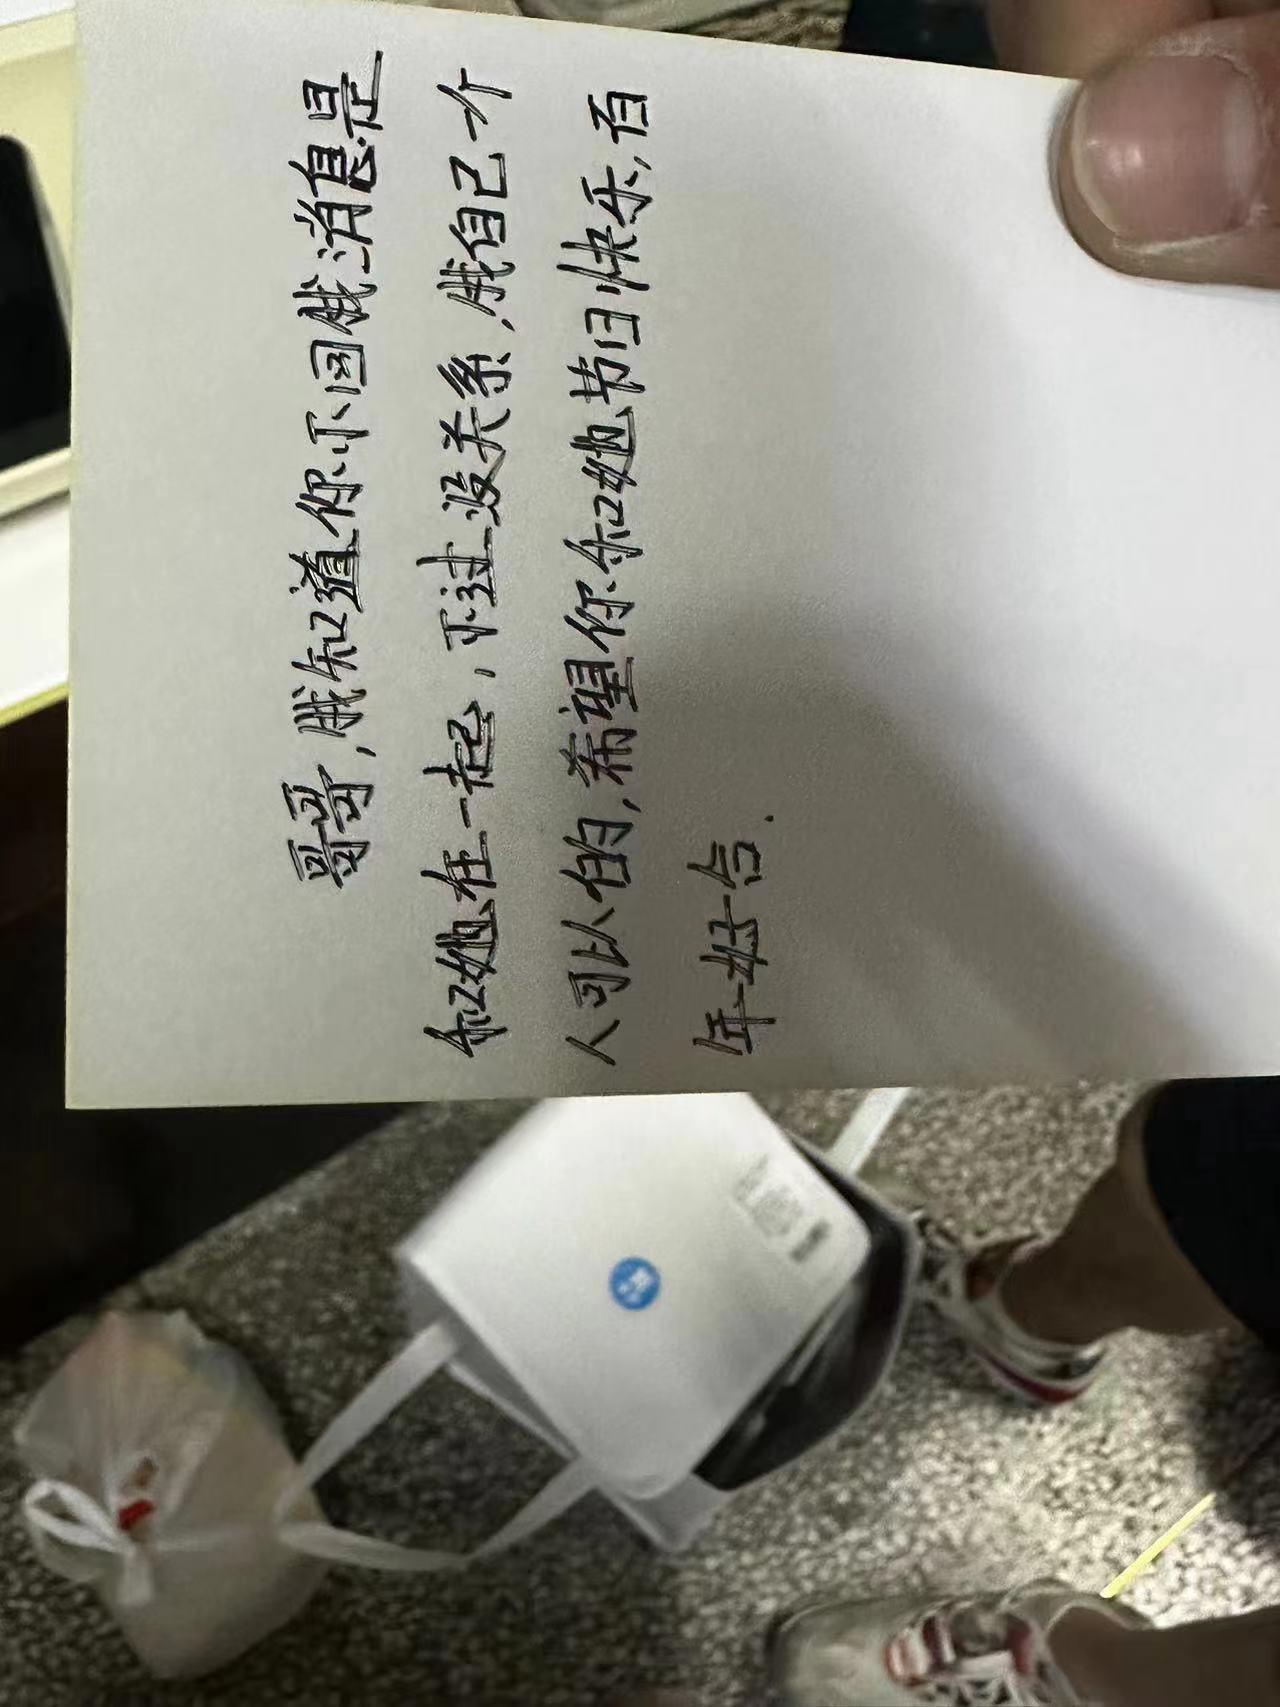 哥哥,我知道你不回我消息是
和她在一起,不过没关系,我自己一个
人可以的,希望你和她节日快乐,百
年好合.